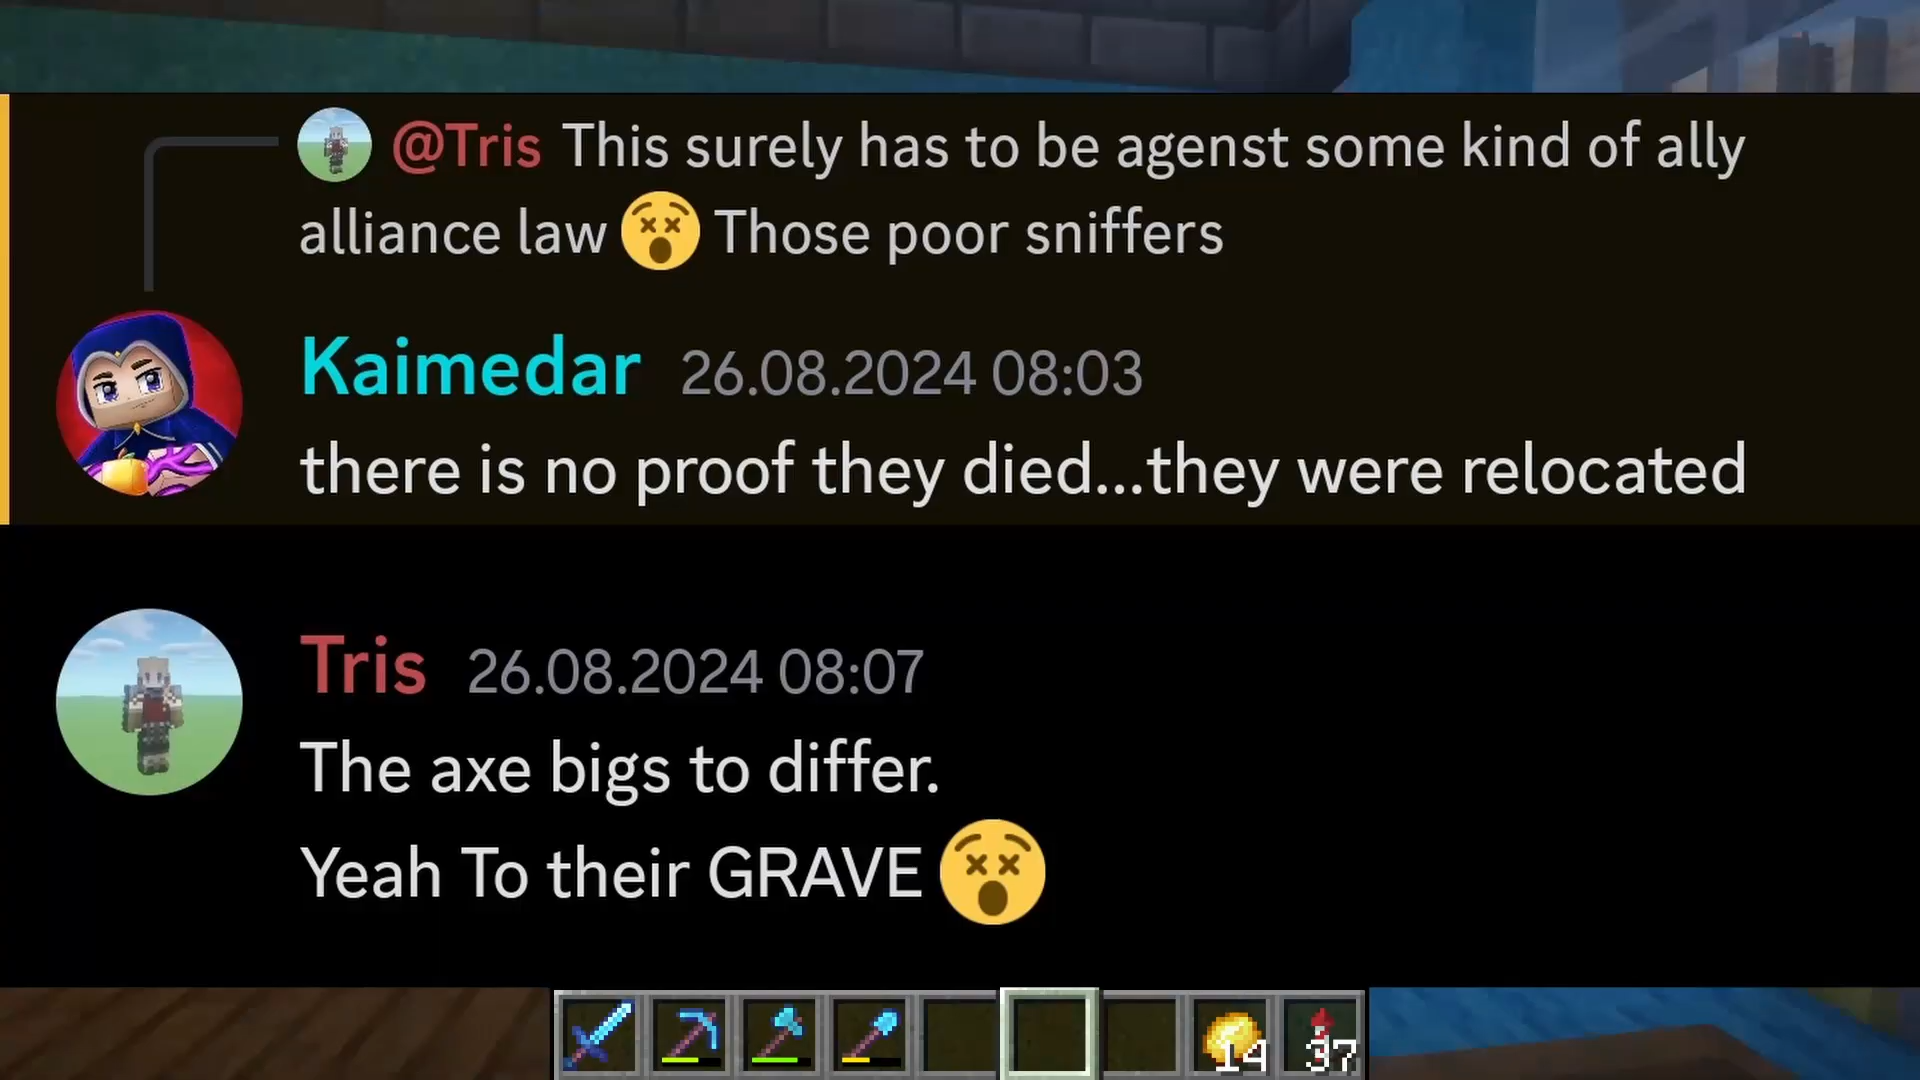 @Tris This surely has to be agenst some kind of ally
alliance law 😵 Those poor sniffers
Kaimedar 26.08.2024 08:03
there is no proof they died...they were relocated
Tris 26.08.2024 08:07
The axe bigs to differ.
Yeah To their GRAVE 😵
14 37